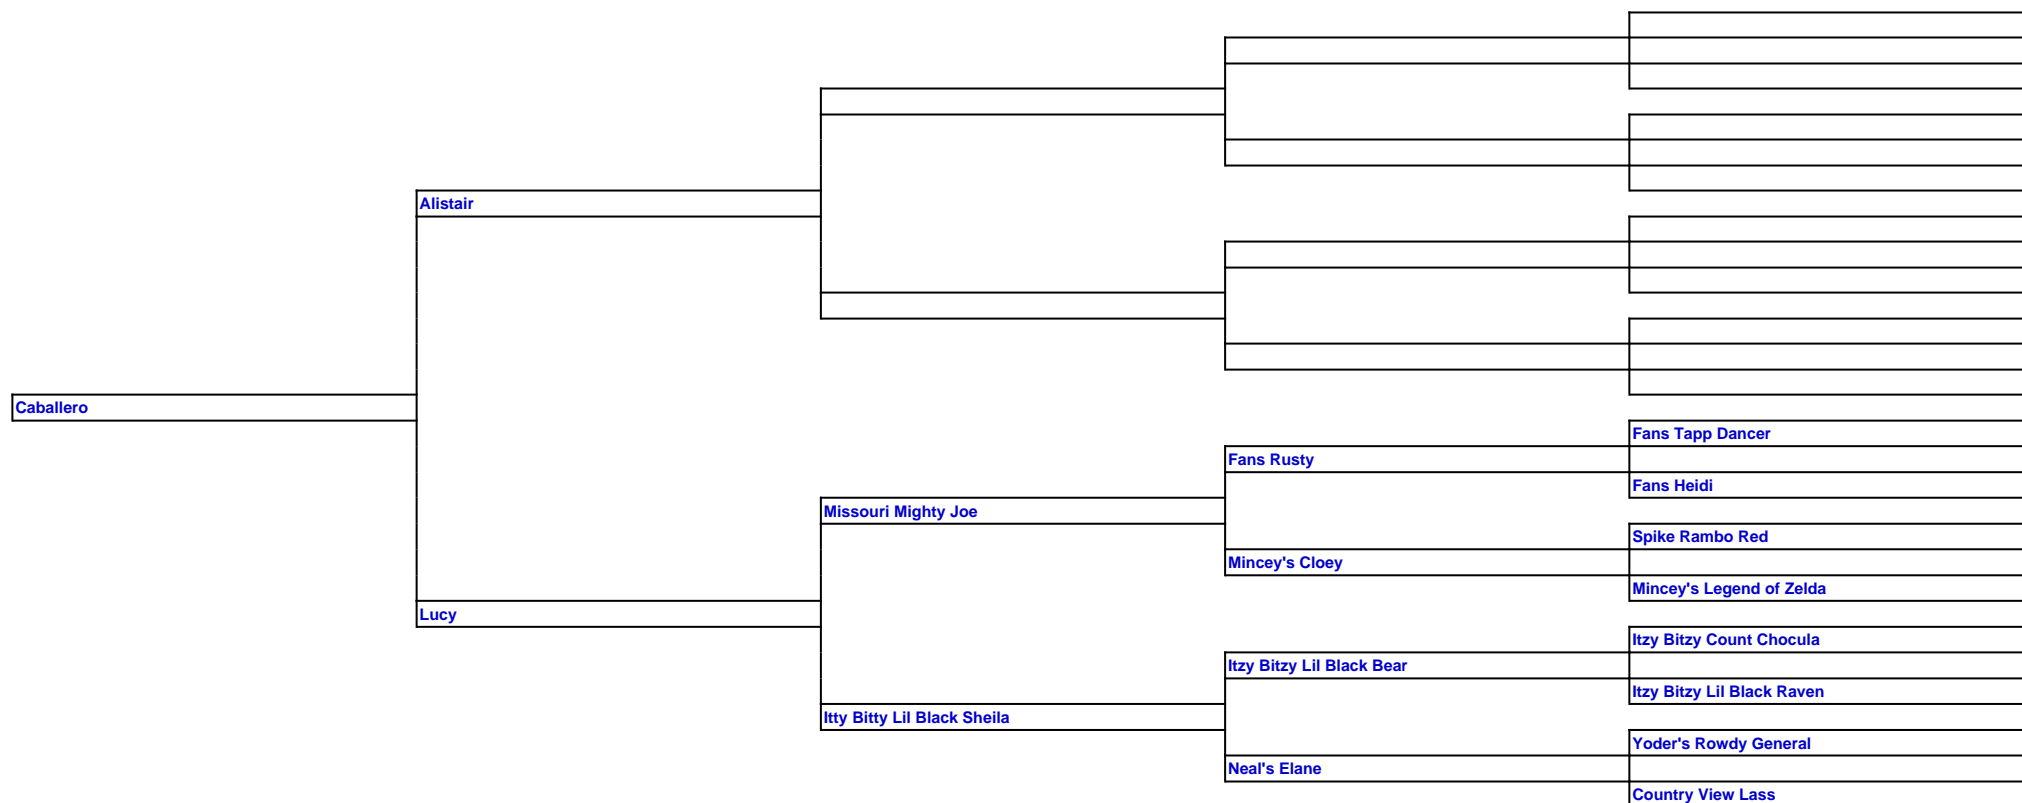 Alistair
Caballero
Fans Tapp Dancer
Fans Rusty
Fans Heidi
Missouri Mighty Joe
Spike Rambo Red
Mincey's Cloey
Mincey's Legend of Zelda
Lucy
Itzy Bitzy Count Chocula
Itzy Bitzy Lil Black Bear
Itzy Bitzy Lil Black Raven
Itty Bitty Lil Black Sheila
Yoder's Rowdy General
Neal's Elane
Country View Lass